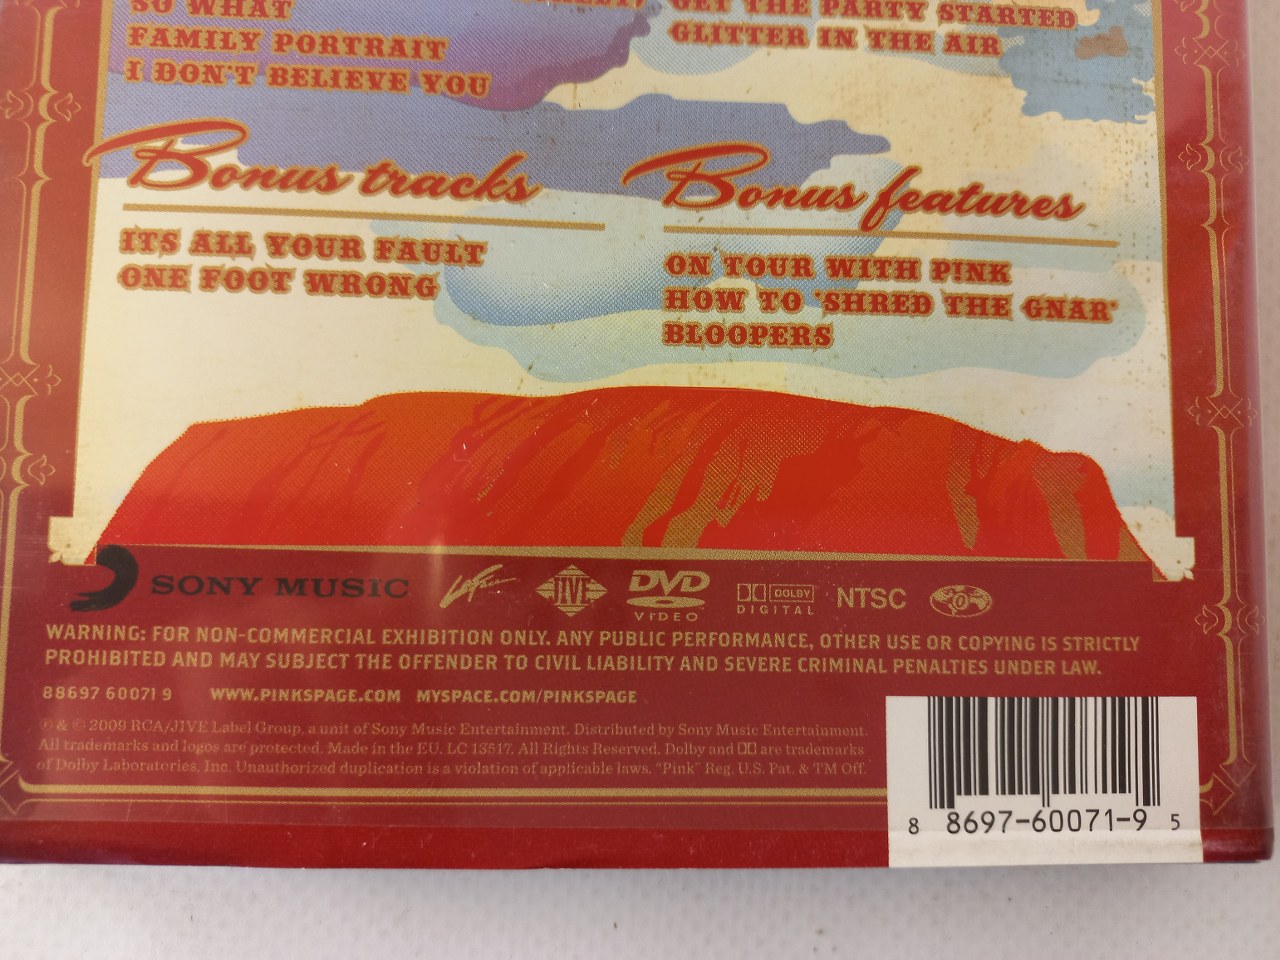 SO WHAT
FAMILY PORTRAIT
I DON'T BELIEVE YOU
GET THE PARTY STARTED
GLITTER IN THE AIR
Bonus tracks
ITS ALL YOUR FAULT
ONE FOOT WRONG
Bonus features
ON TOUR WITH P!NK
HOW TO 'SHRED THE GNAR'
BLOOPERS
SONY MUSIC LaFace JIVE DVD VIDEO DOLBY DIGITAL NTSC 0
WARNING: FOR NON-COMMERCIAL EXHIBITION ONLY. ANY PUBLIC PERFORMANCE, OTHER USE OR COPYING IS STRICTLY
PROHIBITED AND MAY SUBJECT THE OFFENDER TO CIVIL LIABILITY AND SEVERE CRIMINAL PENALTIES UNDER LAW.
88697 60071 9 WWW.PINKSPAGE.COM MYSPACE.COM/PINKSPAGE
℗ & © 2009 RCA/JIVE Label Group, a unit of Sony Music Entertainment. Distributed by Sony Music Entertainment.
All trademarks and logos are protected. Made in the EU. LC 13517. All Rights Reserved. Dolby and are trademarks
of Dolby Laboratories, Inc. Unauthorized duplication is a violation of applicable laws. "Pink" Reg. U.S. Pat. & TM Off.
8 8697-60071-9 5